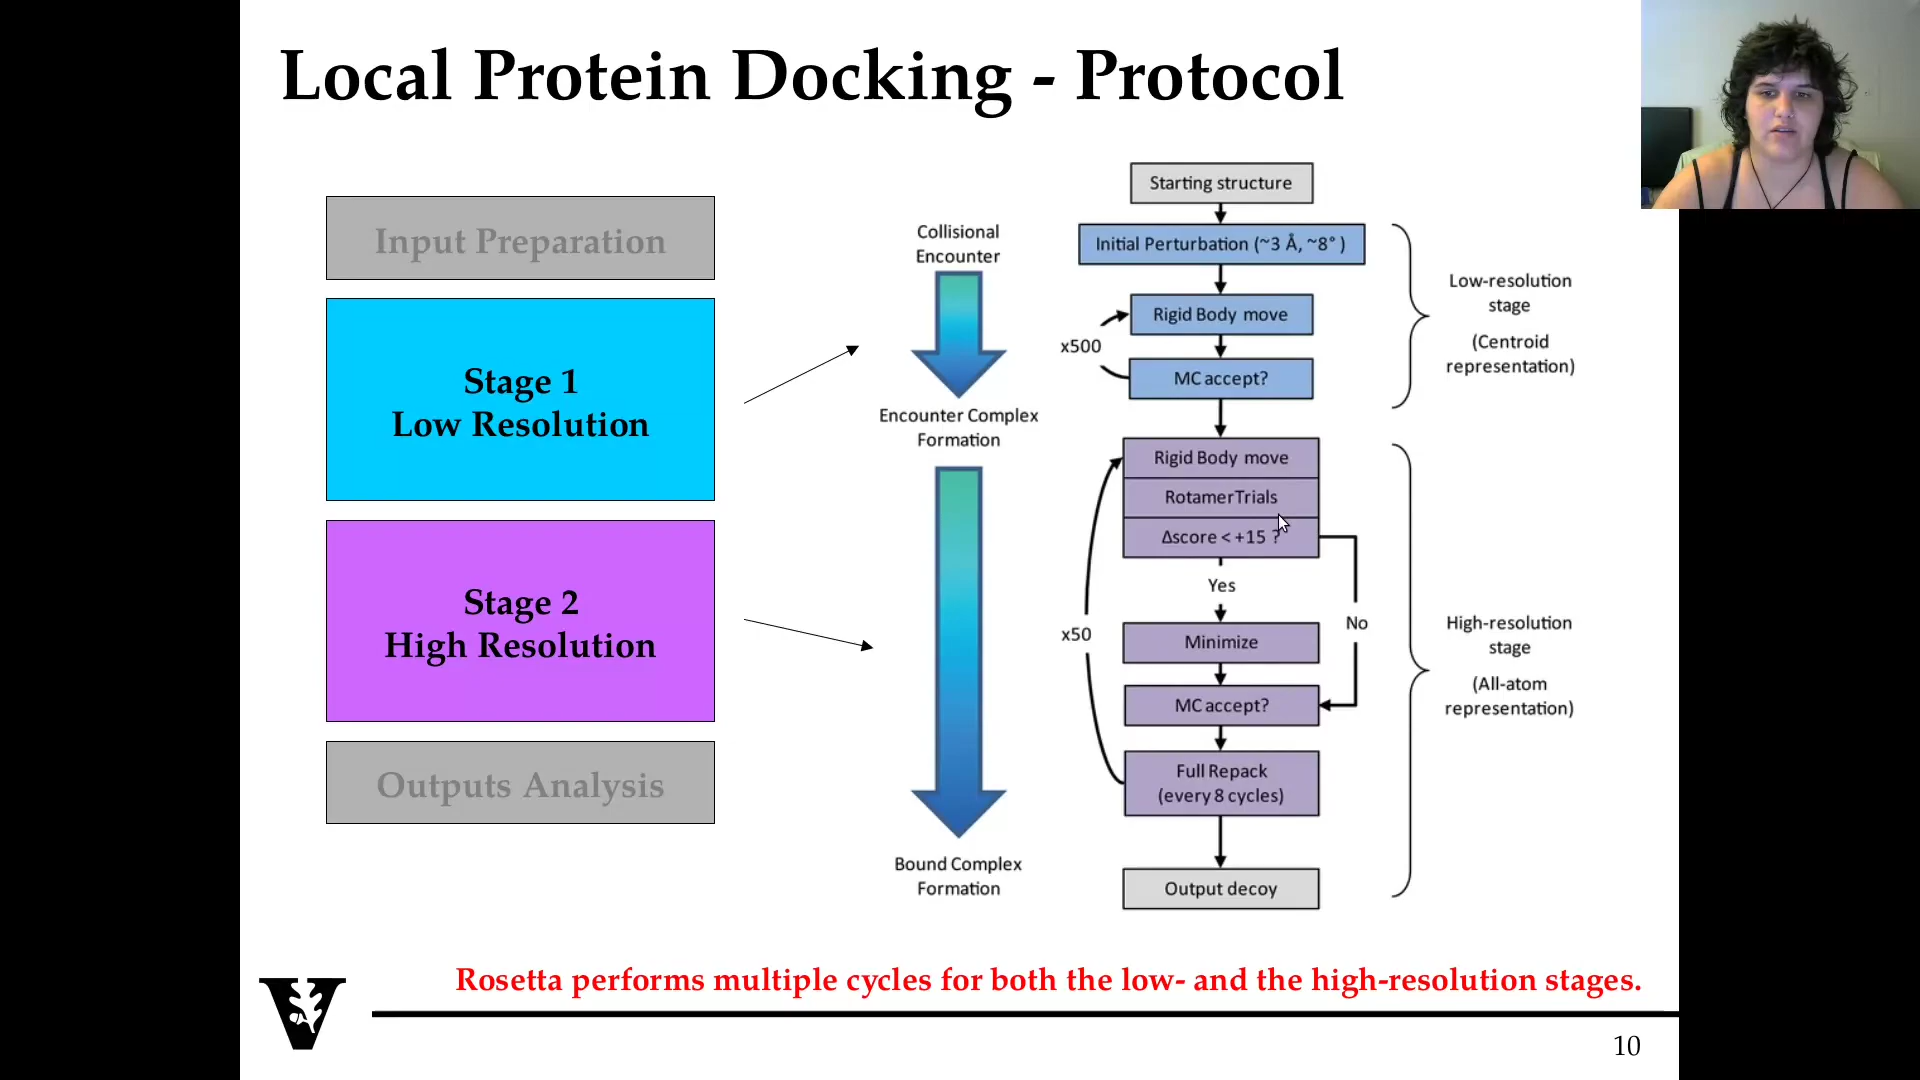 Local Protein Docking - Protocol
Input Preparation
Stage 1
Low Resolution
Stage 2
High Resolution
Outputs Analysis
Collisional
Encounter
Encounter Complex
Formation
Bound Complex
Formation
Starting structure
Initial Perturbation (~3 Å, ~8° )
Rigid Body move
x500
MC accept?
Rigid Body move
RotamerTrials
Δscore < +15 ?
Yes
No
x50
Minimize
MC accept?
Full Repack
(every 8 cycles)
Output decoy
Low-resolution
stage
(Centroid
representation)
High-resolution
stage
(All-atom
representation)
Rosetta performs multiple cycles for both the low- and the high-resolution stages.
V
10